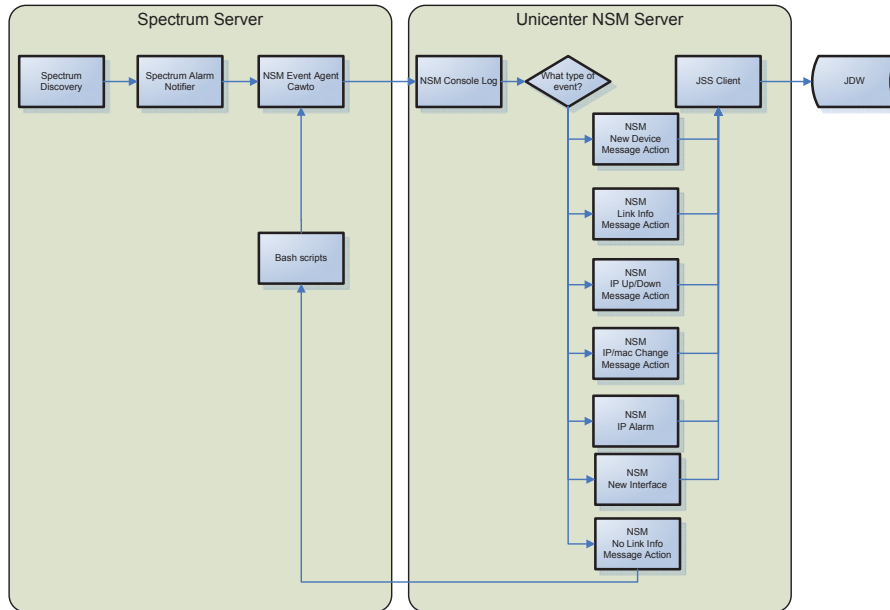 Spectrum Server
Unicenter NSM Server
Spectrum
Discovery
Spectrum Alarm
Notifier
NSM Event Agent
Cawto
NSM Console Log
What type of
event?
JSS Client
JDW
NSM
New Device
Message Action
NSM
Link Info
Message Action
Bash scripts
NSM
IP Up/Down
Message Action
NSM
IP/mac Change
Message Action
NSM
IP Alarm
NSM
New Interface
NSM
No Link Info
Message Action